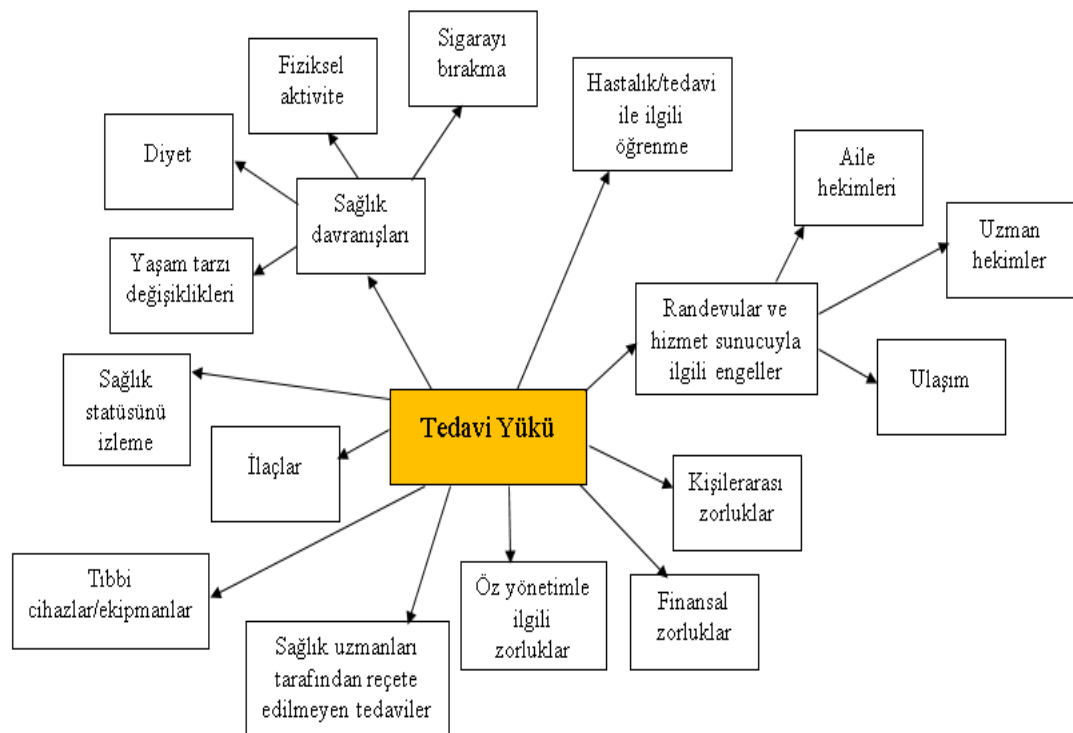 Sigarayı
bırakma
Fiziksel
aktivite
Hastalık/tedavi
ile ilgili
öğrenme
Diyet
Aile
hekimleri
Sağlık
davranışları
Uzman
hekimler
Yaşam tarzı
değişiklikleri
Randevular ve
hizmet sunucuyla
ilgili engeller
Sağlık
statüsünü
izleme
Ulaşım
Tedavi Yükü
İlaçlar
Kişilerarası
zorluklar
Tıbbi
cihazlar/ekipmanlar
Öz yönetimle
ilgili
zorluklar
Finansal
zorluklar
Sağlık uzmanları
tarafından reçete
edilmeyen tedaviler